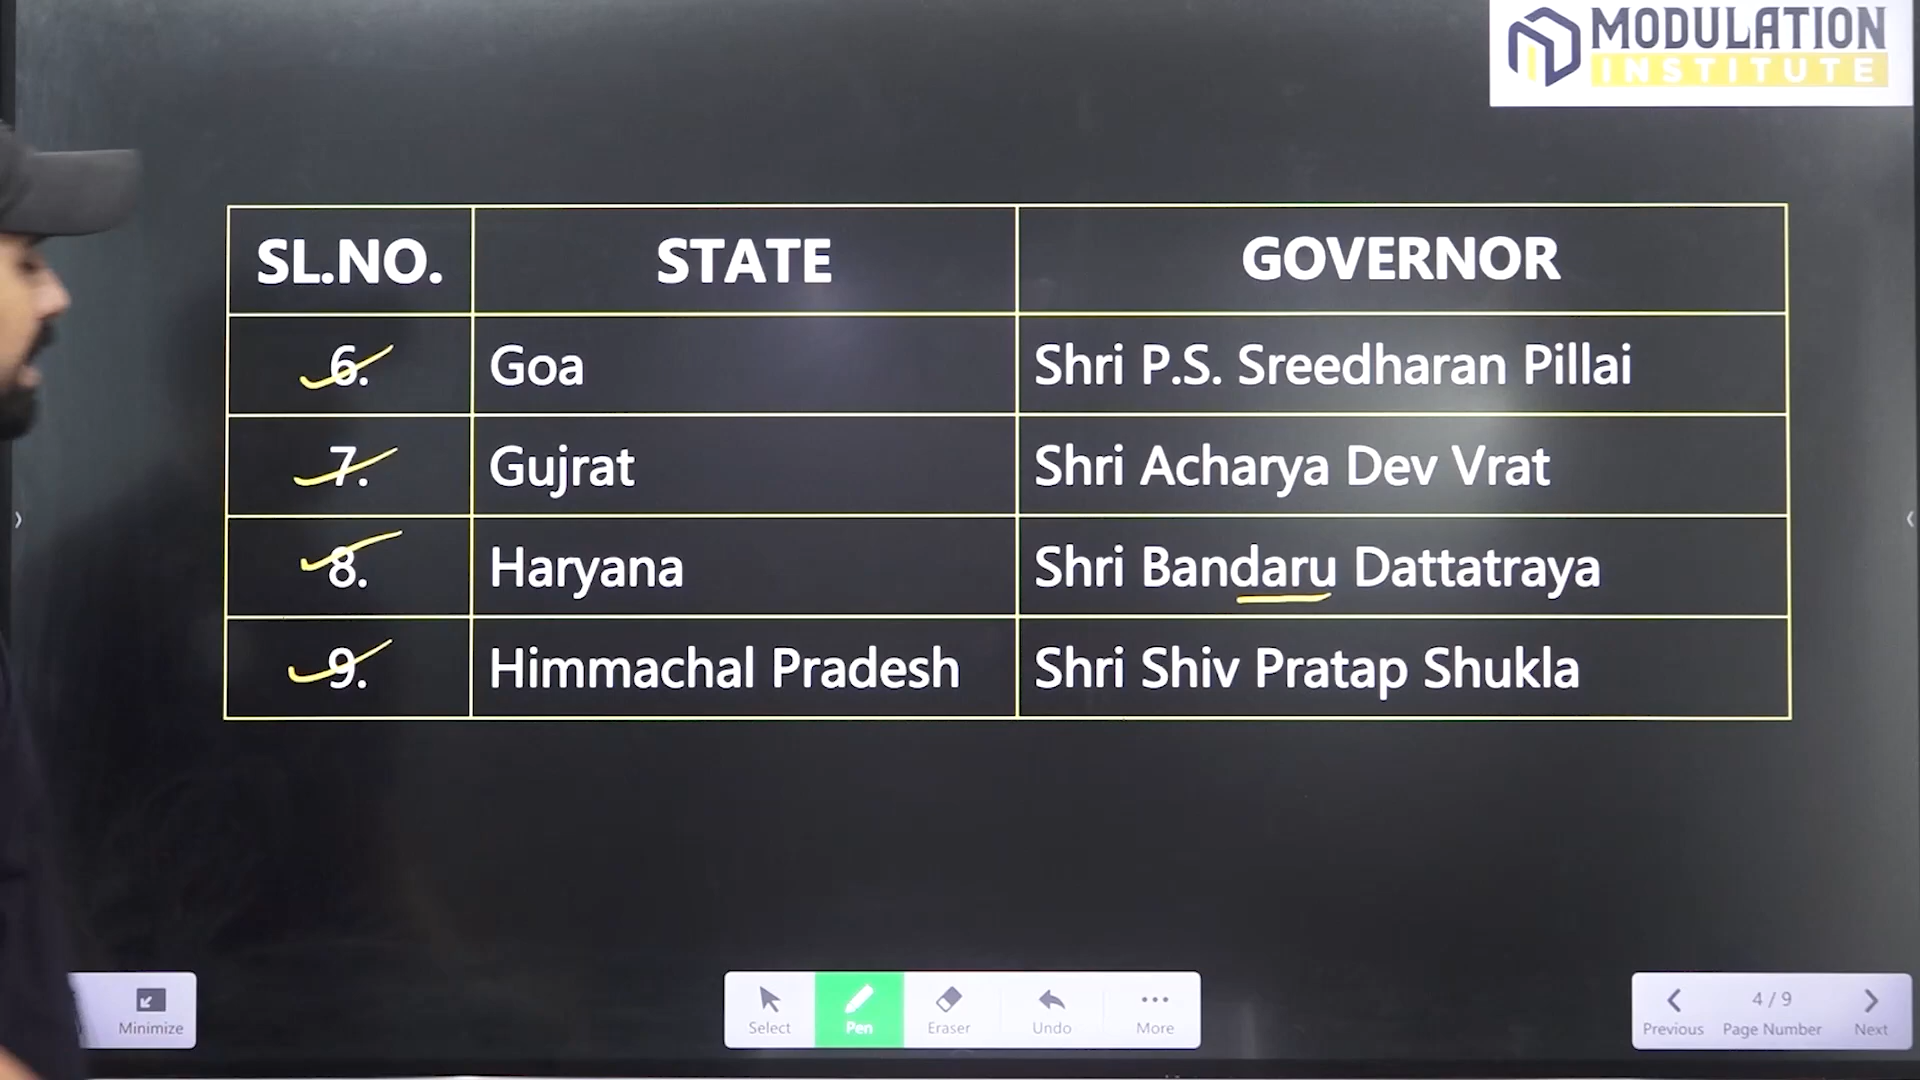 MODULATION
INSTITUTE
SL.NO. STATE GOVERNOR
6. Goa Shri P.S. Sreedharan Pillai
7. Gujrat Shri Acharya Dev Vrat
8. Haryana Shri Bandaru Dattatraya
9. Himmachal Pradesh Shri Shiv Pratap Shukla
Minimize Select Pen Eraser Undo More Previous 4 / 9 Page Number Next